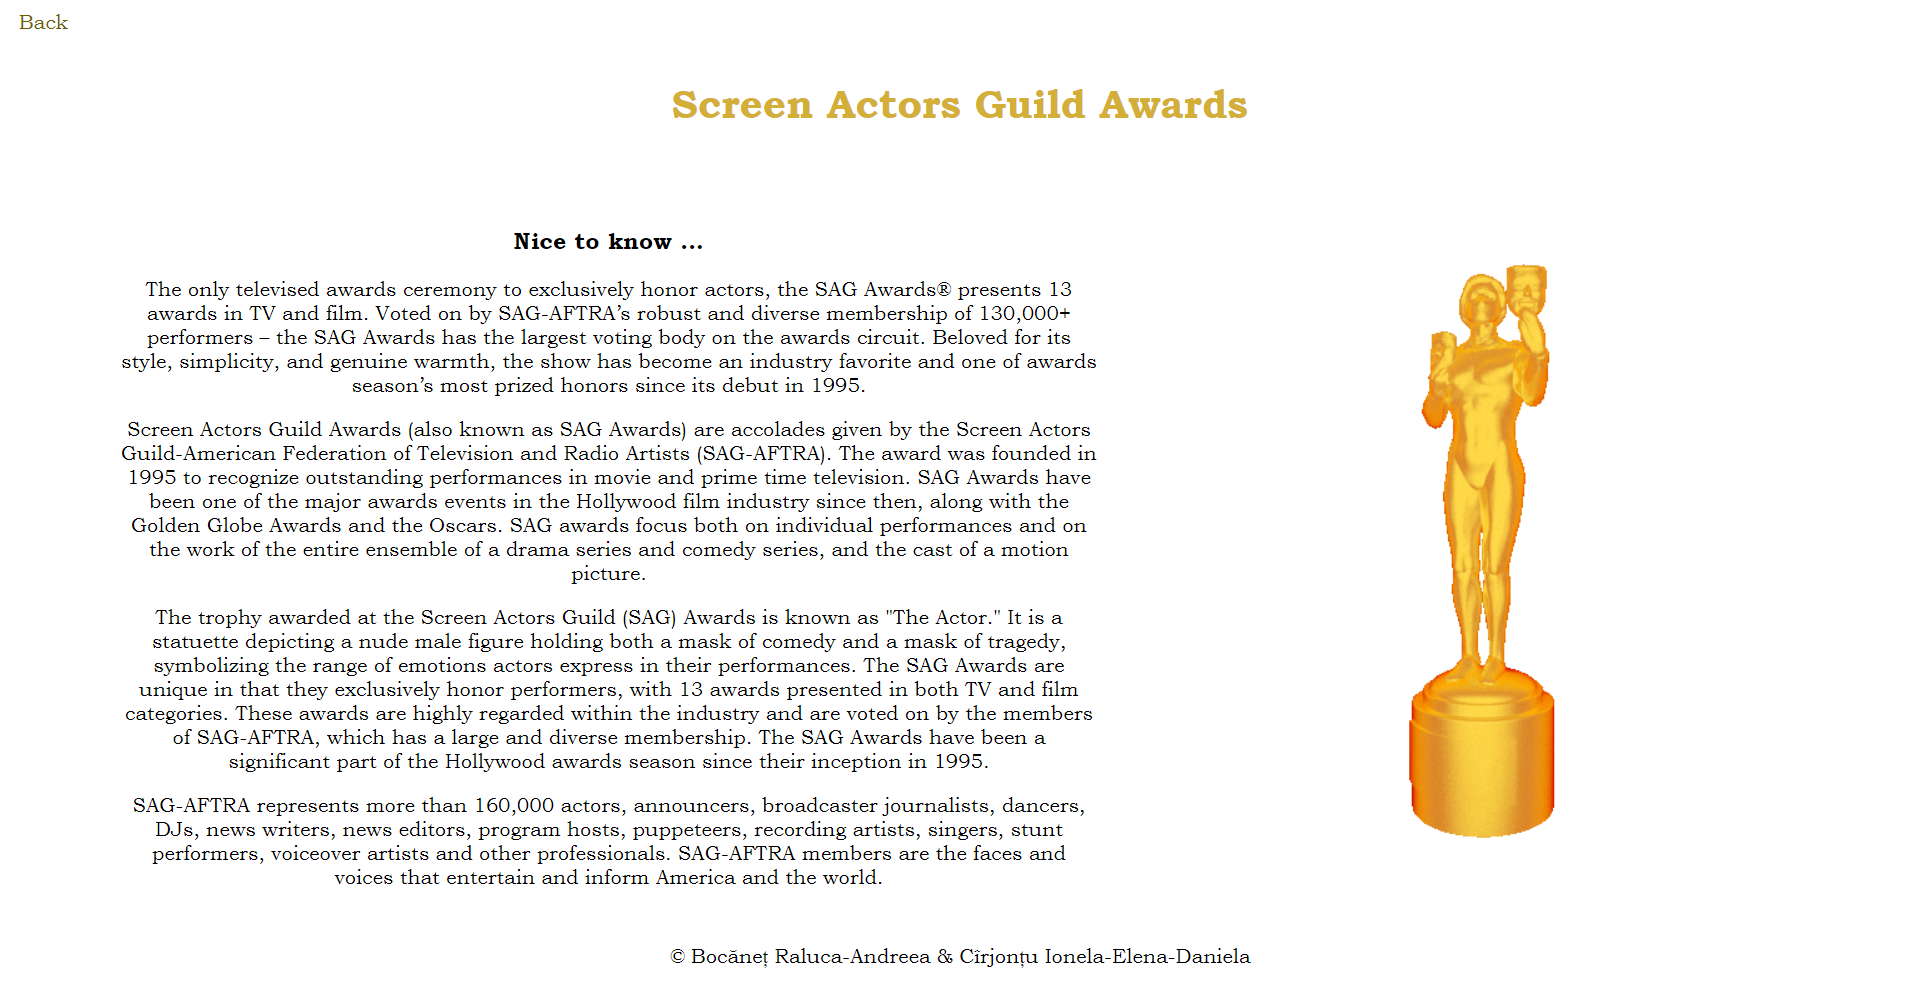 Back
Screen Actors Guild Awards
Nice to know ...
The only televised awards ceremony to exclusively honor actors, the SAG Awards® presents 13
awards in TV and film. Voted on by SAG-AFTRA’s robust and diverse membership of 130,000+
performers – the SAG Awards has the largest voting body on the awards circuit. Beloved for its
style, simplicity, and genuine warmth, the show has become an industry favorite and one of awards
season’s most prized honors since its debut in 1995.
Screen Actors Guild Awards (also known as SAG Awards) are accolades given by the Screen Actors
Guild-American Federation of Television and Radio Artists (SAG-AFTRA). The award was founded in
1995 to recognize outstanding performances in movie and prime time television. SAG Awards have
been one of the major awards events in the Hollywood film industry since then, along with the
Golden Globe Awards and the Oscars. SAG awards focus both on individual performances and on
the work of the entire ensemble of a drama series and comedy series, and the cast of a motion
picture.
The trophy awarded at the Screen Actors Guild (SAG) Awards is known as "The Actor." It is a
statuette depicting a nude male figure holding both a mask of comedy and a mask of tragedy,
symbolizing the range of emotions actors express in their performances. The SAG Awards are
unique in that they exclusively honor performers, with 13 awards presented in both TV and film
categories. These awards are highly regarded within the industry and are voted on by the members
of SAG-AFTRA, which has a large and diverse membership. The SAG Awards have been a
significant part of the Hollywood awards season since their inception in 1995.
SAG-AFTRA represents more than 160,000 actors, announcers, broadcaster journalists, dancers,
DJs, news writers, news editors, program hosts, puppeteers, recording artists, singers, stunt
performers, voiceover artists and other professionals. SAG-AFTRA members are the faces and
voices that entertain and inform America and the world.
© Bocăneț Raluca-Andreea & Cîrjonțu Ionela-Elena-Daniela